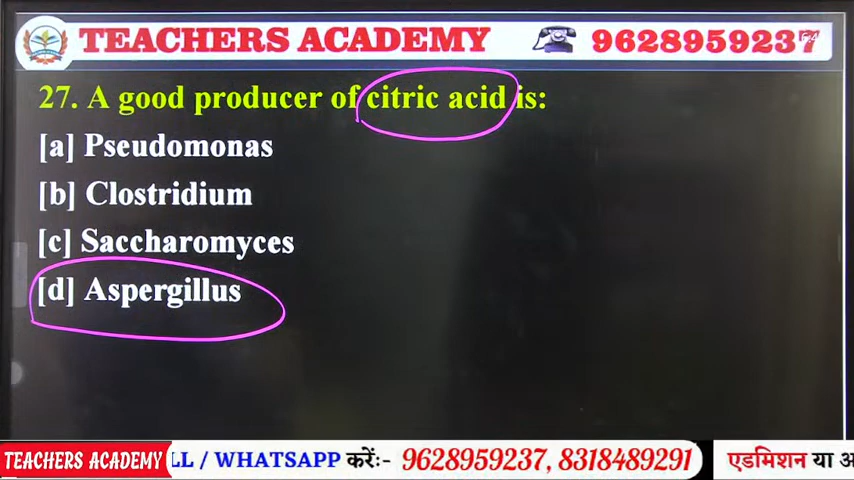 TEACHERS ACADEMY 9628959237
27. A good producer of citric acid is:
[a] Pseudomonas
[b] Clostridium
[c] Saccharomyces
[d] Aspergillus
TEACHERS ACADEMY LL / WHATSAPP करें:- 9628959237, 8318489291 एडमिशन या अ